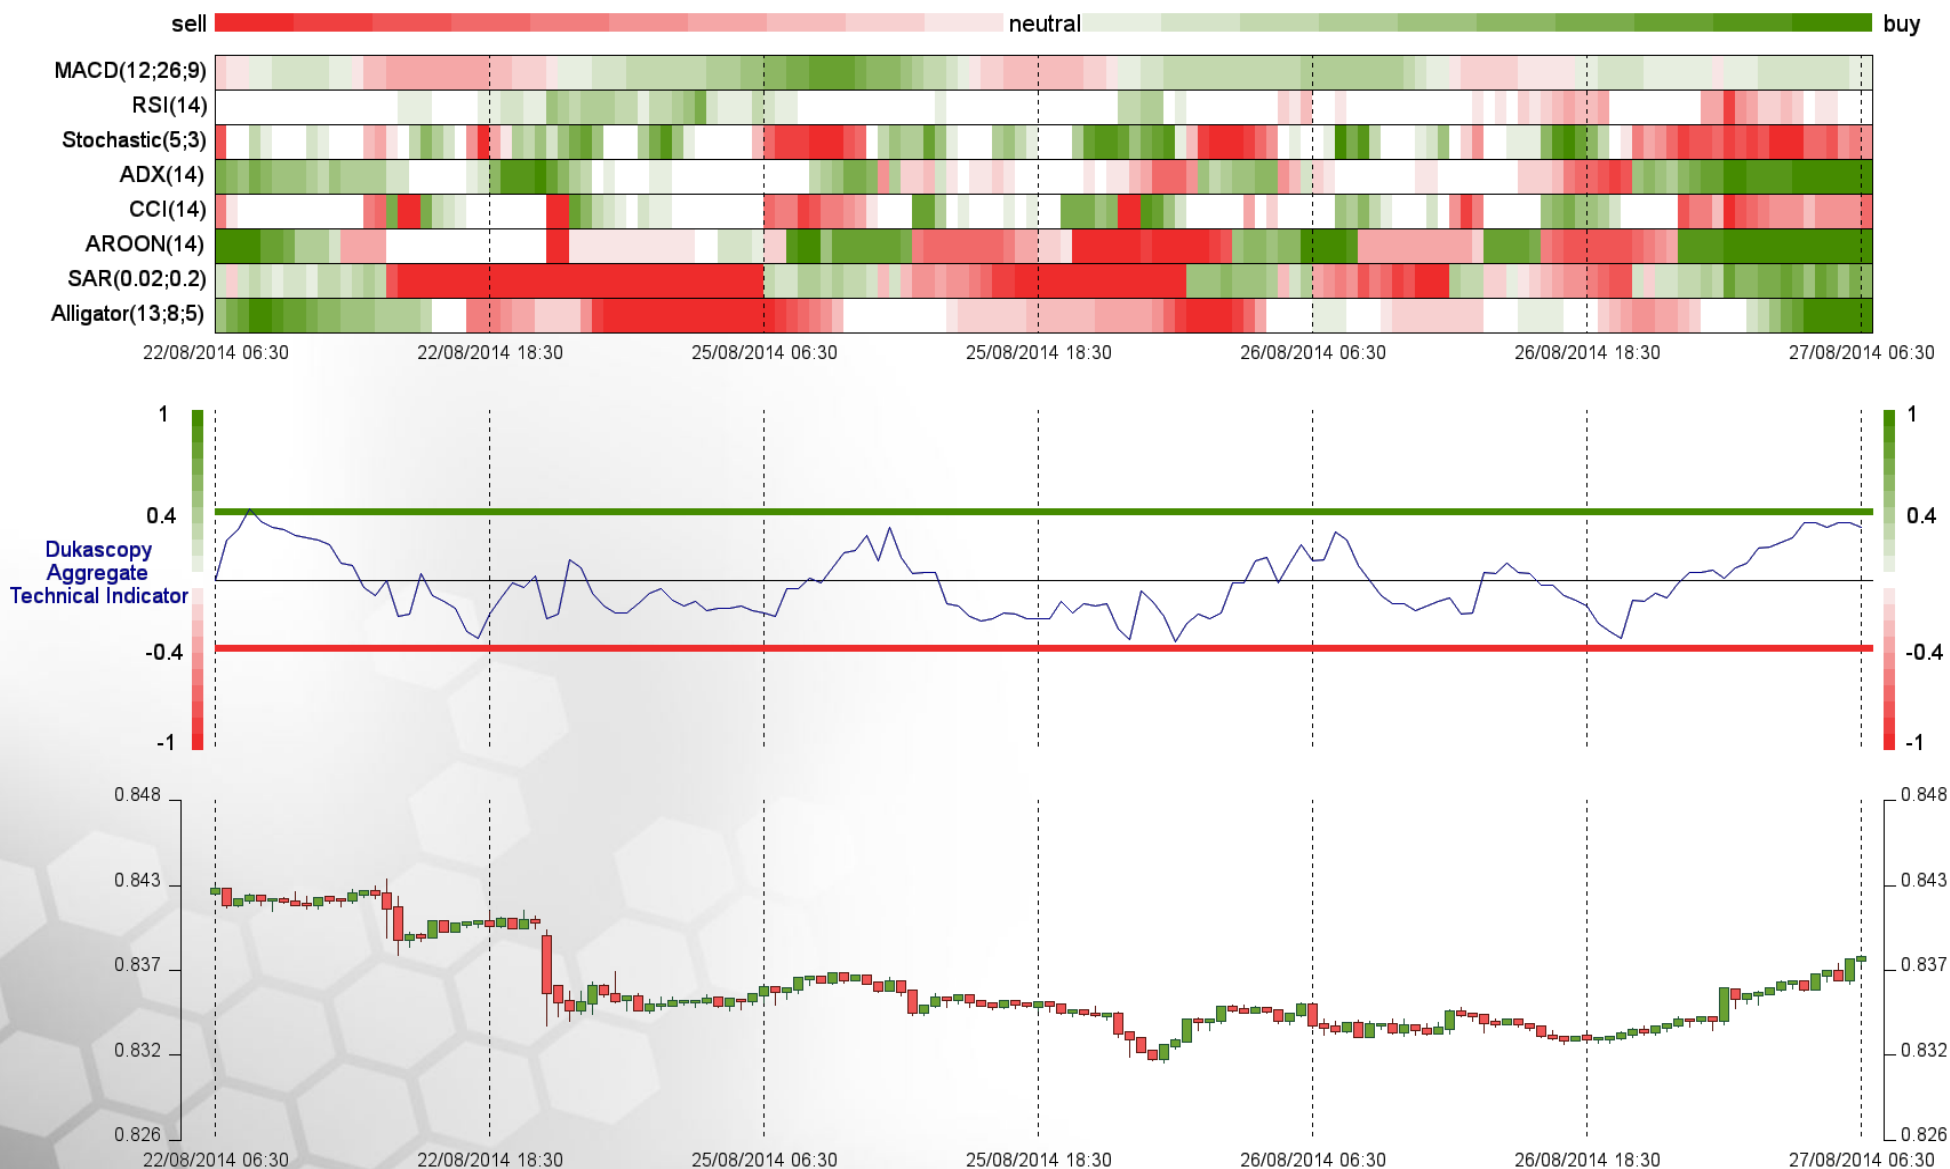 sell neutral buy
MACD(12;26;9)
RSI(14)
Stochastic(5;3)
ADX(14)
CCI(14)
AROON(14)
SAR(0.02;0.2)
Alligator(13;8;5)
22/08/2014 06:30 22/08/2014 18:30 25/08/2014 06:30 25/08/2014 18:30 26/08/2014 06:30 26/08/2014 18:30 27/08/2014 06:30
1 1
0.4 0.4
Dukascopy
Aggregate
Technical Indicator
-0.4 -0.4
-1 -1
0.848 0.848
0.843 0.843
0.837 0.837
0.832 0.832
0.826 0.826
22/08/2014 06:30 22/08/2014 18:30 25/08/2014 06:30 25/08/2014 18:30 26/08/2014 06:30 26/08/2014 18:30 27/08/2014 06:30